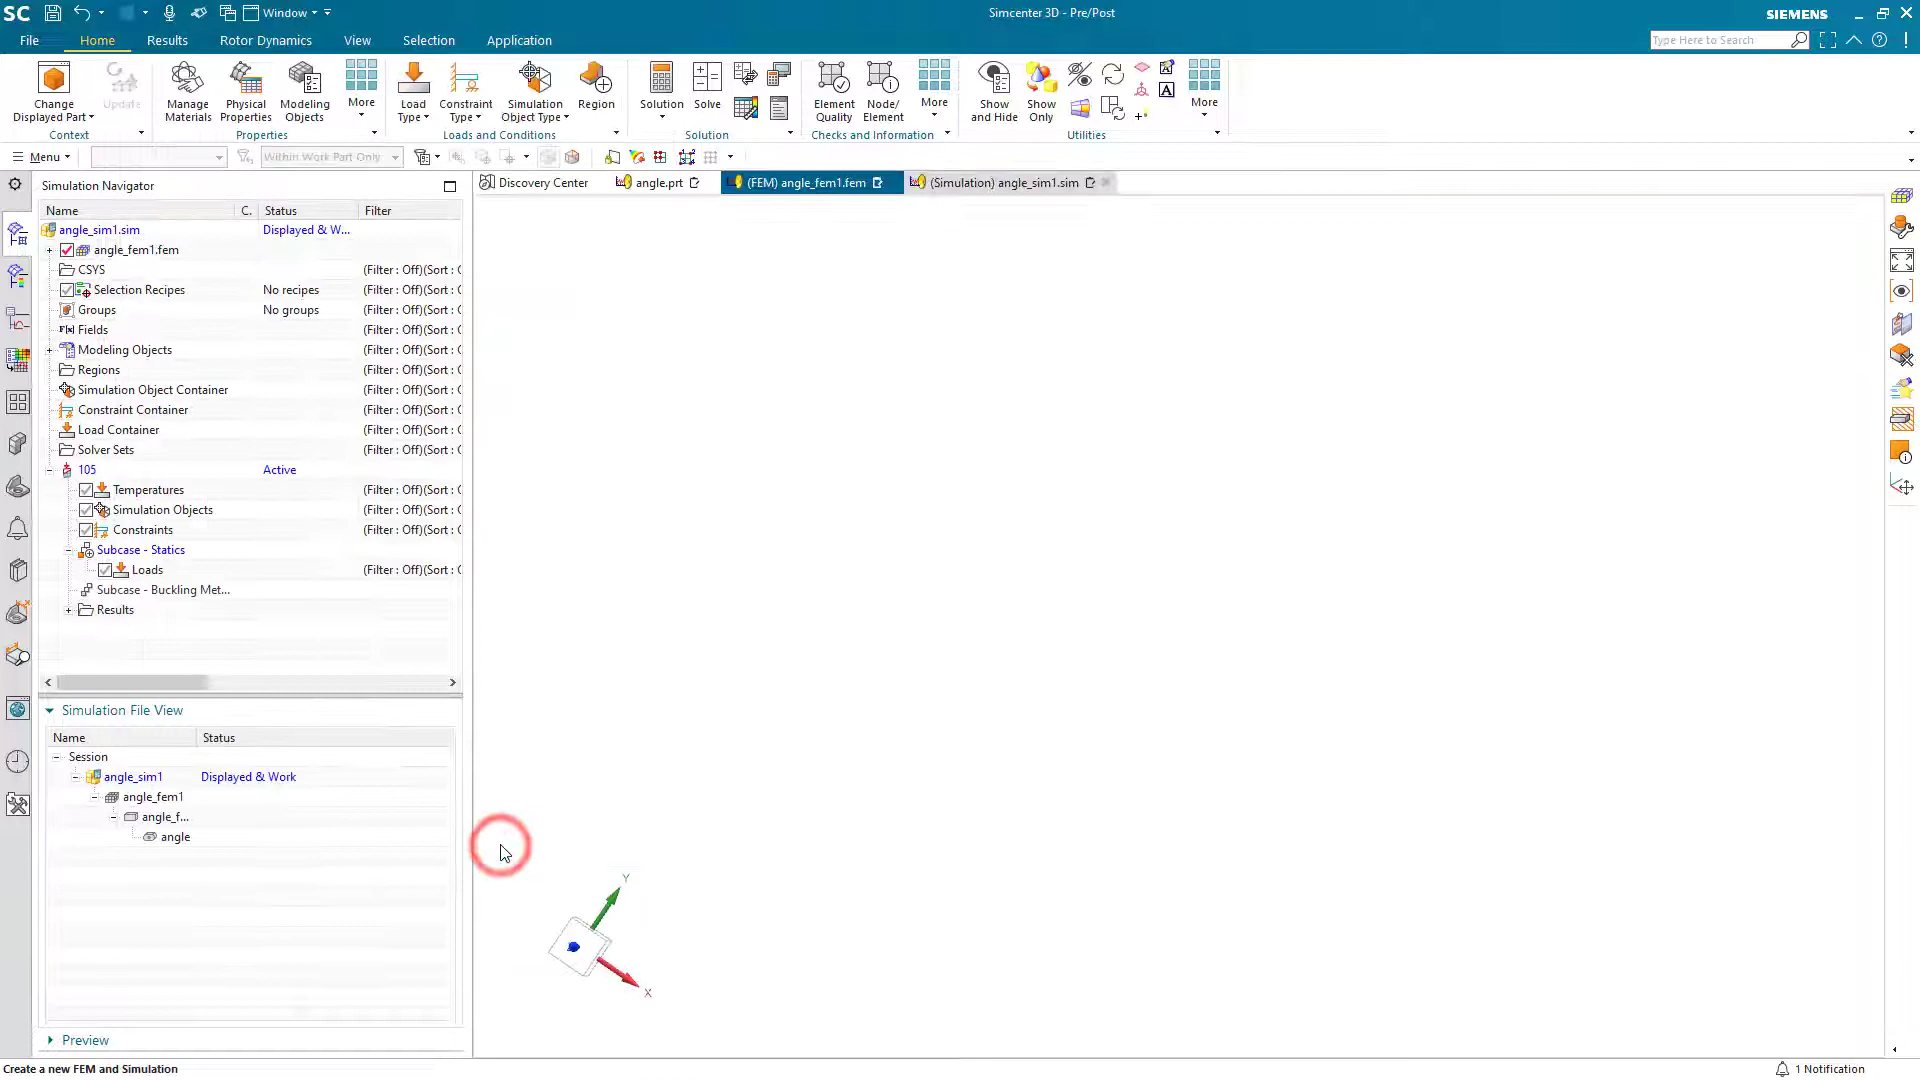 SC Window Simcenter 3D - Pre/Post SIEMENS
File Home Results Rotor Dynamics View Selection Application Type Here to Search
Change Displayed Part
Update
Manage Materials
Physical Properties
Modeling Objects
More
Load Type
Constraint Type
Simulation Object Type
Region
Solution
Solve
Element Quality
Node/ Element
More
Show and Hide
Show Only
More
Context Properties Loads and Conditions Solution Checks and Information Utilities
Menu Within Work Part Only
Simulation Navigator
Discovery Center angle.prt (FEM) angle_fem1.fem (Simulation) angle_sim1.sim
Name C. Status Filter
angle_sim1.sim Displayed & W...
angle_fem1.fem
CSYS (Filter : Off)(Sort : (
Selection Recipes No recipes (Filter : Off)(Sort : (
Groups No groups (Filter : Off)(Sort : (
Fields (Filter : Off)(Sort : (
Modeling Objects (Filter : Off)(Sort : (
Regions (Filter : Off)(Sort : (
Simulation Object Container (Filter : Off)(Sort : (
Constraint Container (Filter : Off)(Sort : (
Load Container (Filter : Off)(Sort : (
Solver Sets (Filter : Off)(Sort : (
105 Active
Temperatures (Filter : Off)(Sort : (
Simulation Objects (Filter : Off)(Sort : (
Constraints (Filter : Off)(Sort : (
Subcase - Statics
Loads (Filter : Off)(Sort : (
Subcase - Buckling Met...
Results
Simulation File View
Name Status
Session
angle_sim1 Displayed & Work
angle_fem1
angle_f...
angle
Y
X
Preview
Create a new FEM and Simulation 1 Notification